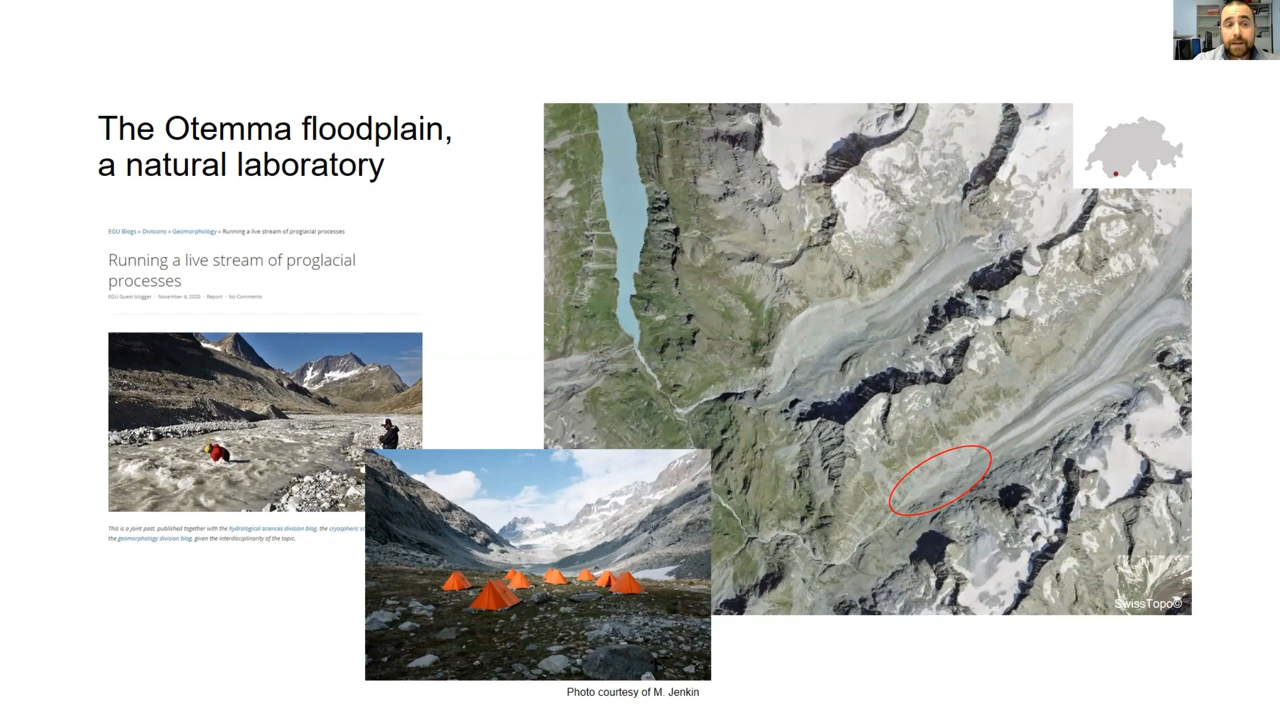 The Otemma floodplain,
a natural laboratory
EGU Blogs » Divisions » Geomorphology » Running a live stream of proglacial processes
Running a live stream of proglacial
processes
EGU Guest blogger · November 4, 2020 · Report · No Comments
This is a joint post, published together with the hydrological sciences division blog, the cryospheric sc
the geomorphology division blog, given the interdisciplinarity of the topic.
SwissTopo©
Photo courtesy of M. Jenkin